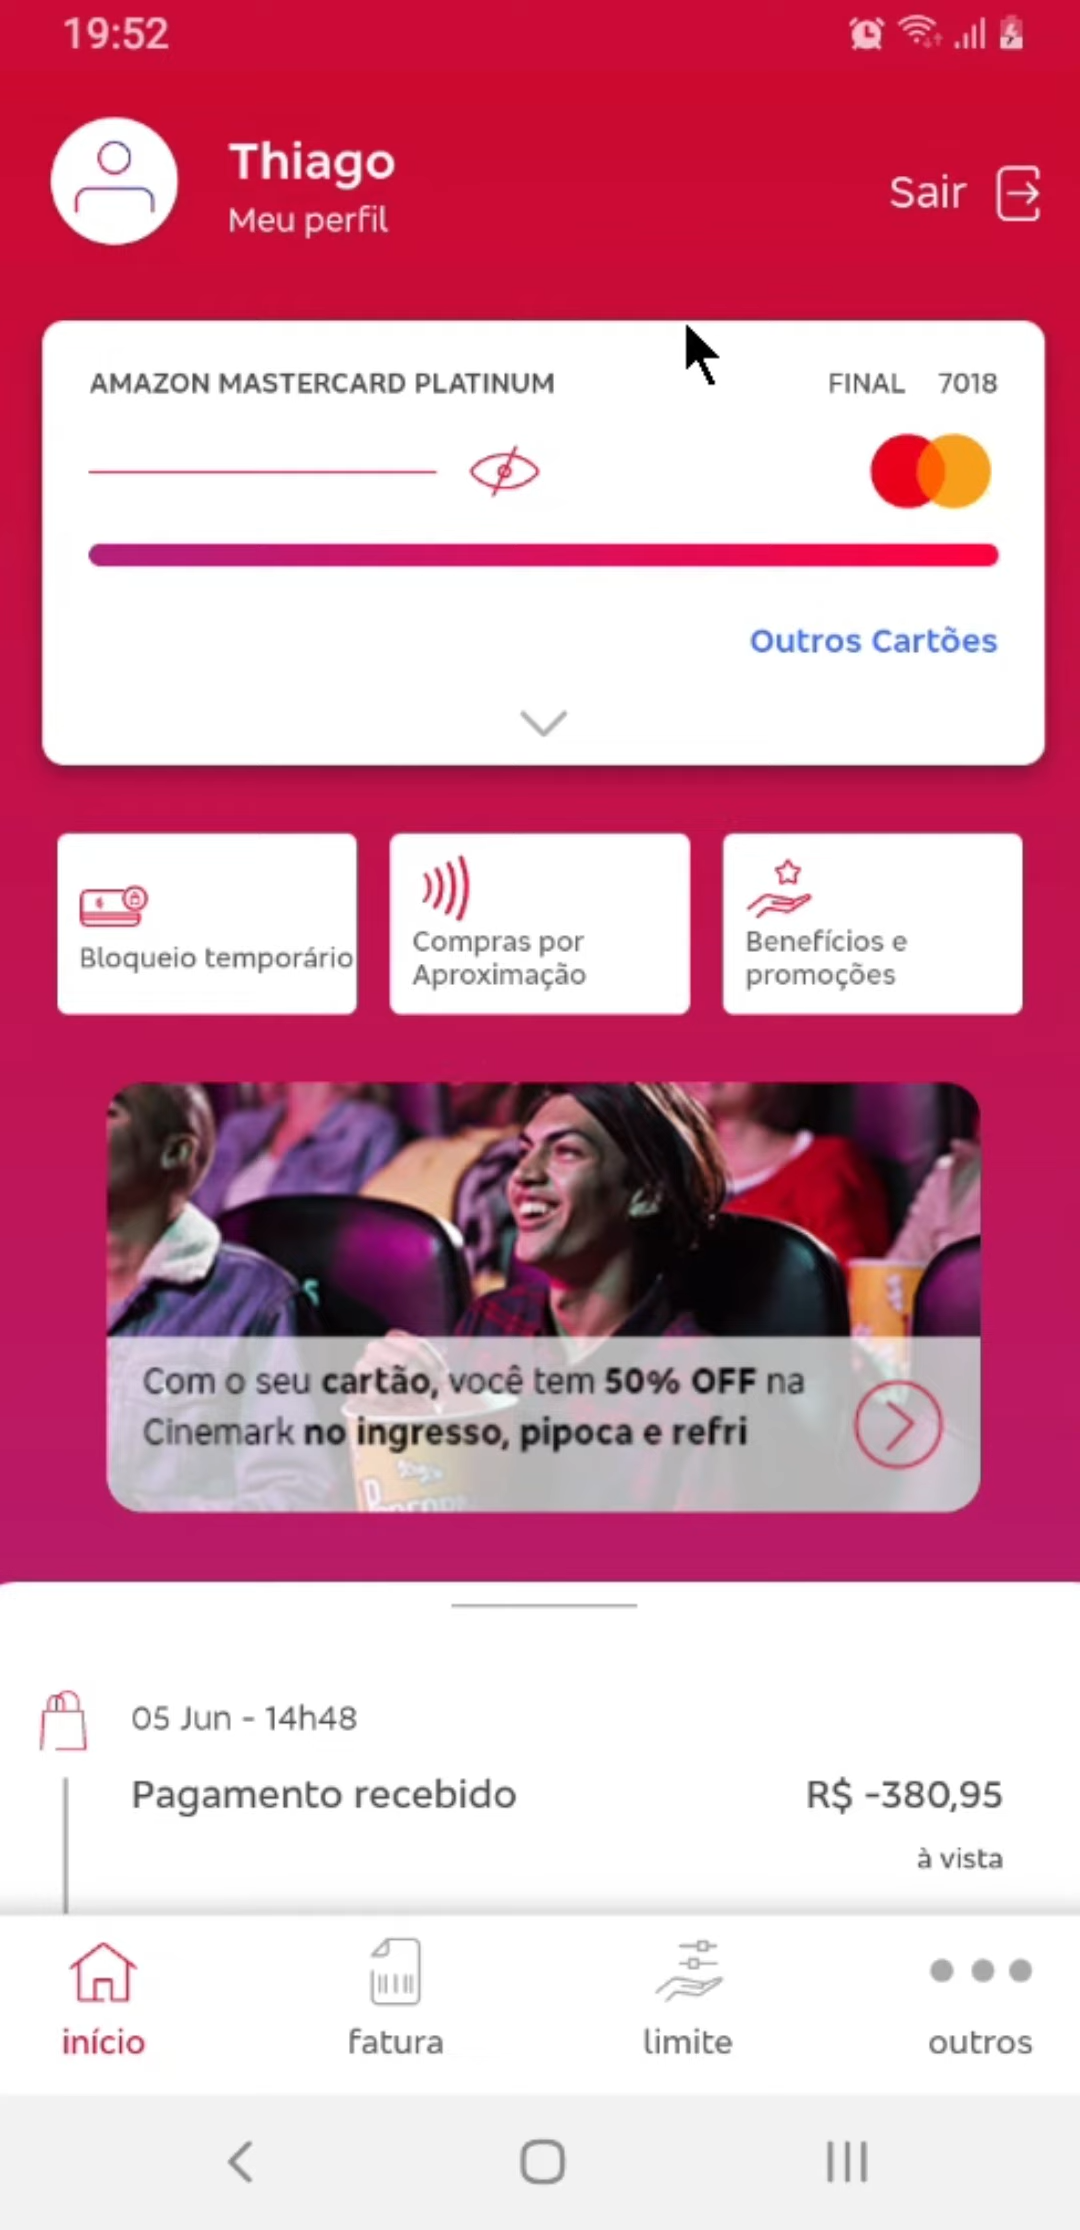 19:52
Thiago
Meu perfil
Sair
AMAZON MASTERCARD PLATINUM
FINAL 7018
Outros Cartões
Bloqueio temporário
Compras por
Aproximação
Benefícios e
promoções
Com o seu cartão, você tem 50% OFF na
Cinemark no ingresso, pipoca e refri
05 Jun - 14h48
Pagamento recebido
R$ -380,95
à vista
início
fatura
limite
outros